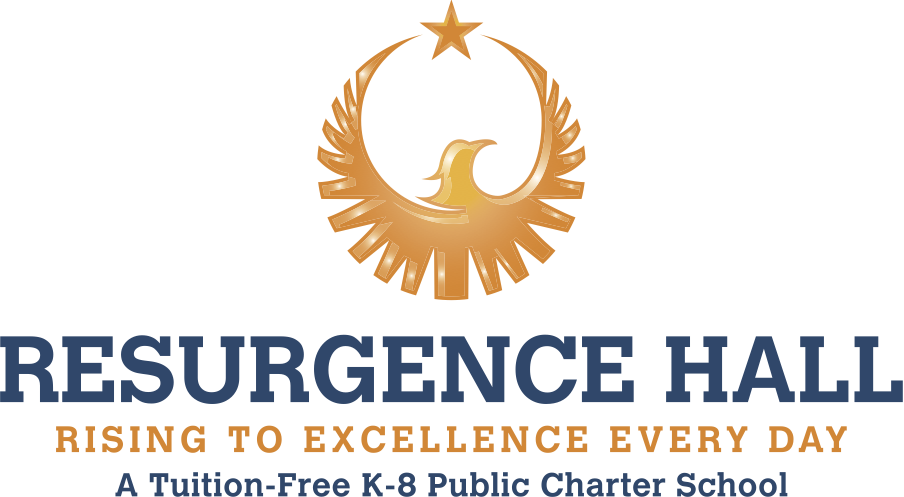 RESURGENCE HALL
RISING TO EXCELLENCE EVERY DAY
A Tuition-Free K-8 Public Charter School